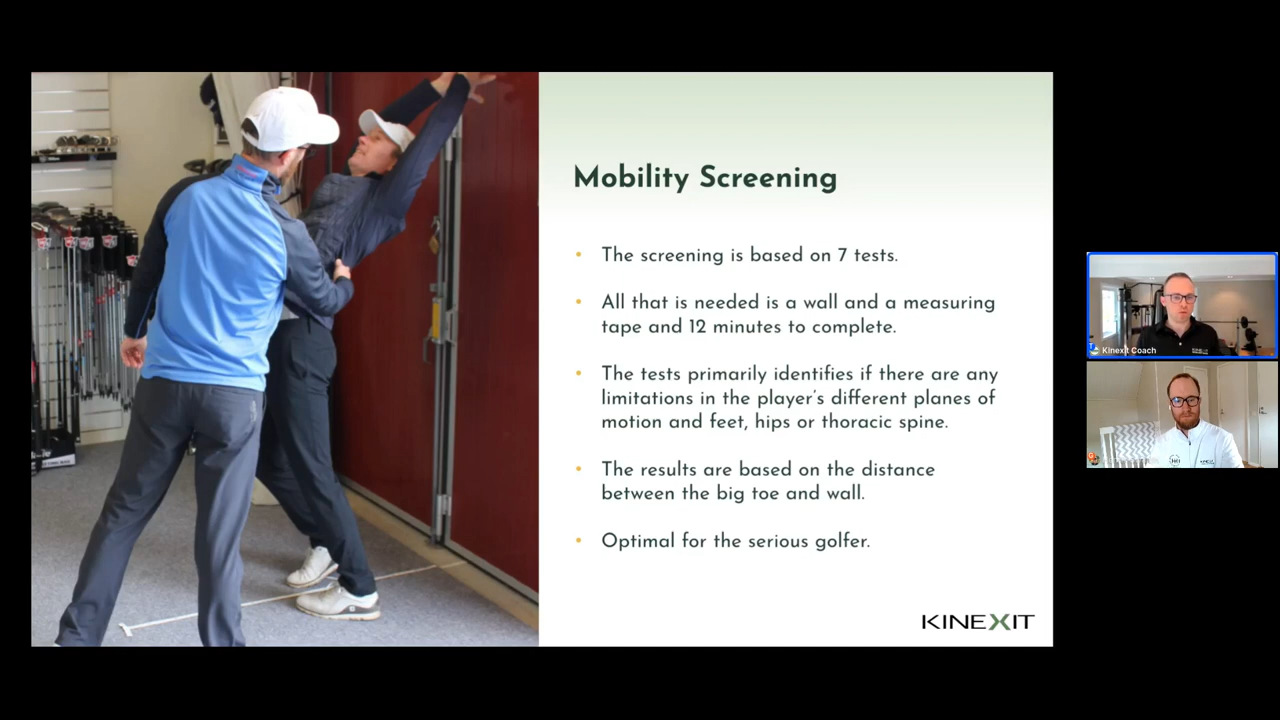 Mobility Screening
• The screening is based on 7 tests.
• All that is needed is a wall and a measuring
tape and 12 minutes to complete.
• The tests primarily identifies if there are any
limitations in the player's different planes of
motion and feet, hips or thoracic spine.
• The results are based on the distance
between the big toe and wall.
• Optimal for the serious golfer.
KINEXIT
Kinexit Coach